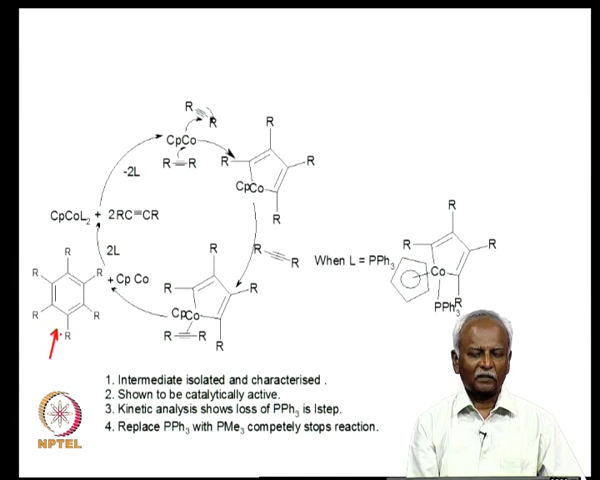 R
R
CpCo
R=R
-2L
R
R
R
CpCo
R
CpCoL2 + 2RC=CR
2L
R
R
When L = PPh3
R
R
R
Co
R
PPh3
R
R
R
R
R
R
+ Cp Co
R
R
R
CpCo
R=R
R
1. Intermediate isolated and characterised .
2. Shown to be catalytically active.
3. Kinetic analysis shows loss of PPh3 is Istep.
4. Replace PPh3 with PMe3 competely stops reaction.
NPTEL